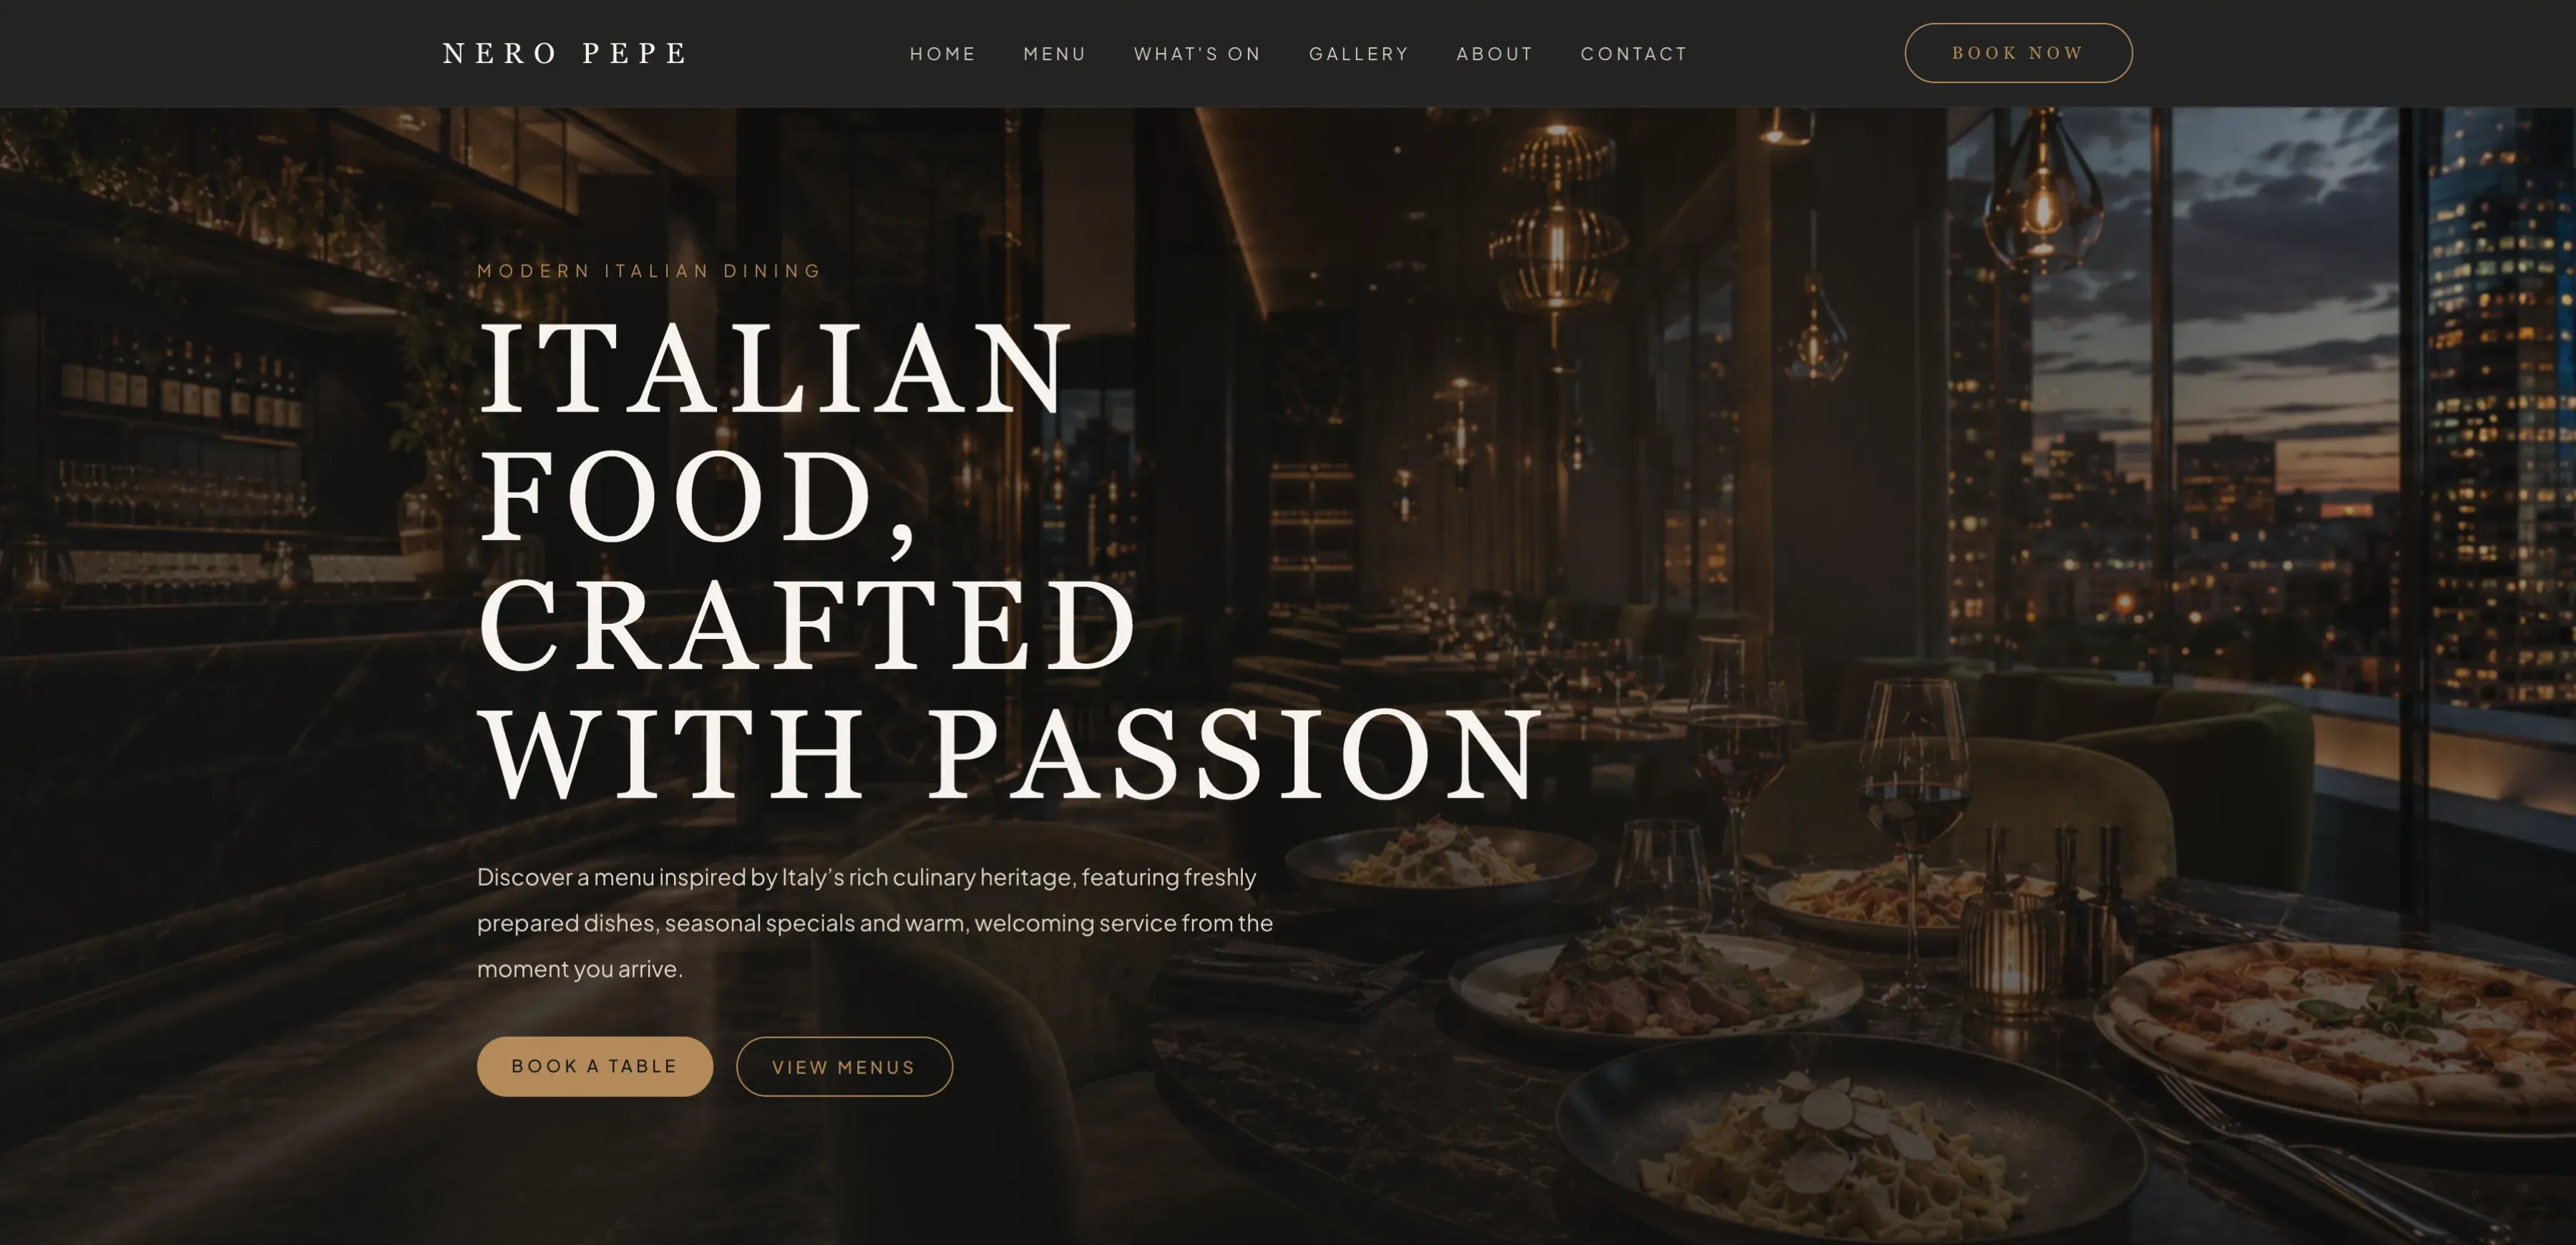 NERO PEPE
HOME MENU WHAT'S ON GALLERY ABOUT CONTACT
BOOK NOW
MODERN ITALIAN DINING
ITALIAN
FOOD,
CRAFTED
WITH PASSION
Discover a menu inspired by Italy’s rich culinary heritage, featuring freshly
prepared dishes, seasonal specials and warm, welcoming service from the
moment you arrive.
BOOK A TABLE
VIEW MENUS